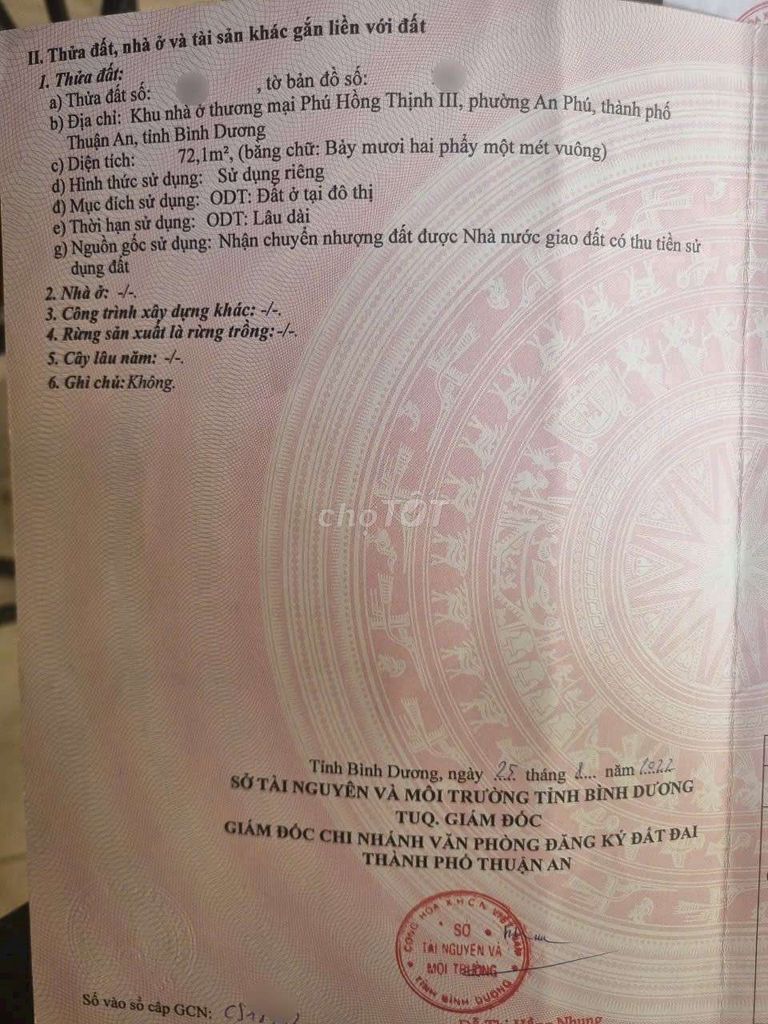 II. Thửa đất, nhà ở và tài sản khác gắn liền với đất
1. Thửa đất:
a) Thửa đất số: , tờ bản đồ số:
b) Địa chỉ: Khu nhà ở thương mại Phú Hồng Thịnh III, phường An Phú, thành phố
Thuận An, tỉnh Bình Dương
c) Diện tích: 72,1m², (bằng chữ: Bảy mươi hai phẩy một mét vuông)
d) Hình thức sử dụng: Sử dụng riêng
đ) Mục đích sử dụng: ODT: Đất ở tại đô thị
e) Thời hạn sử dụng: ODT: Lâu dài
g) Nguồn gốc sử dụng: Nhận chuyển nhượng đất được Nhà nước giao đất có thu tiền sử
dụng đất
2. Nhà ở: -/-.
3. Công trình xây dựng khác: -/-.
4. Rừng sản xuất là rừng trồng: -/-.
5. Cây lâu năm: -/-.
6. Ghi chú: Không.
choTỐT
Tỉnh Bình Dương, ngày 25 tháng 8... năm 2022
SỞ TÀI NGUYÊN VÀ MÔI TRƯỜNG TỈNH BÌNH DƯƠNG
TUQ. GIÁM ĐỐC
GIÁM ĐỐC CHI NHÁNH VĂN PHÒNG ĐĂNG KÝ ĐẤT ĐAI
THÀNH PHỐ THUẬN AN
CỘNG HÒA X.H.C.N VIỆT NAM
SỞ
TÀI NGUYÊN VÀ
MÔI TRƯỜNG
TỈNH BÌNH DƯƠNG
Số vào sổ cấp GCN: